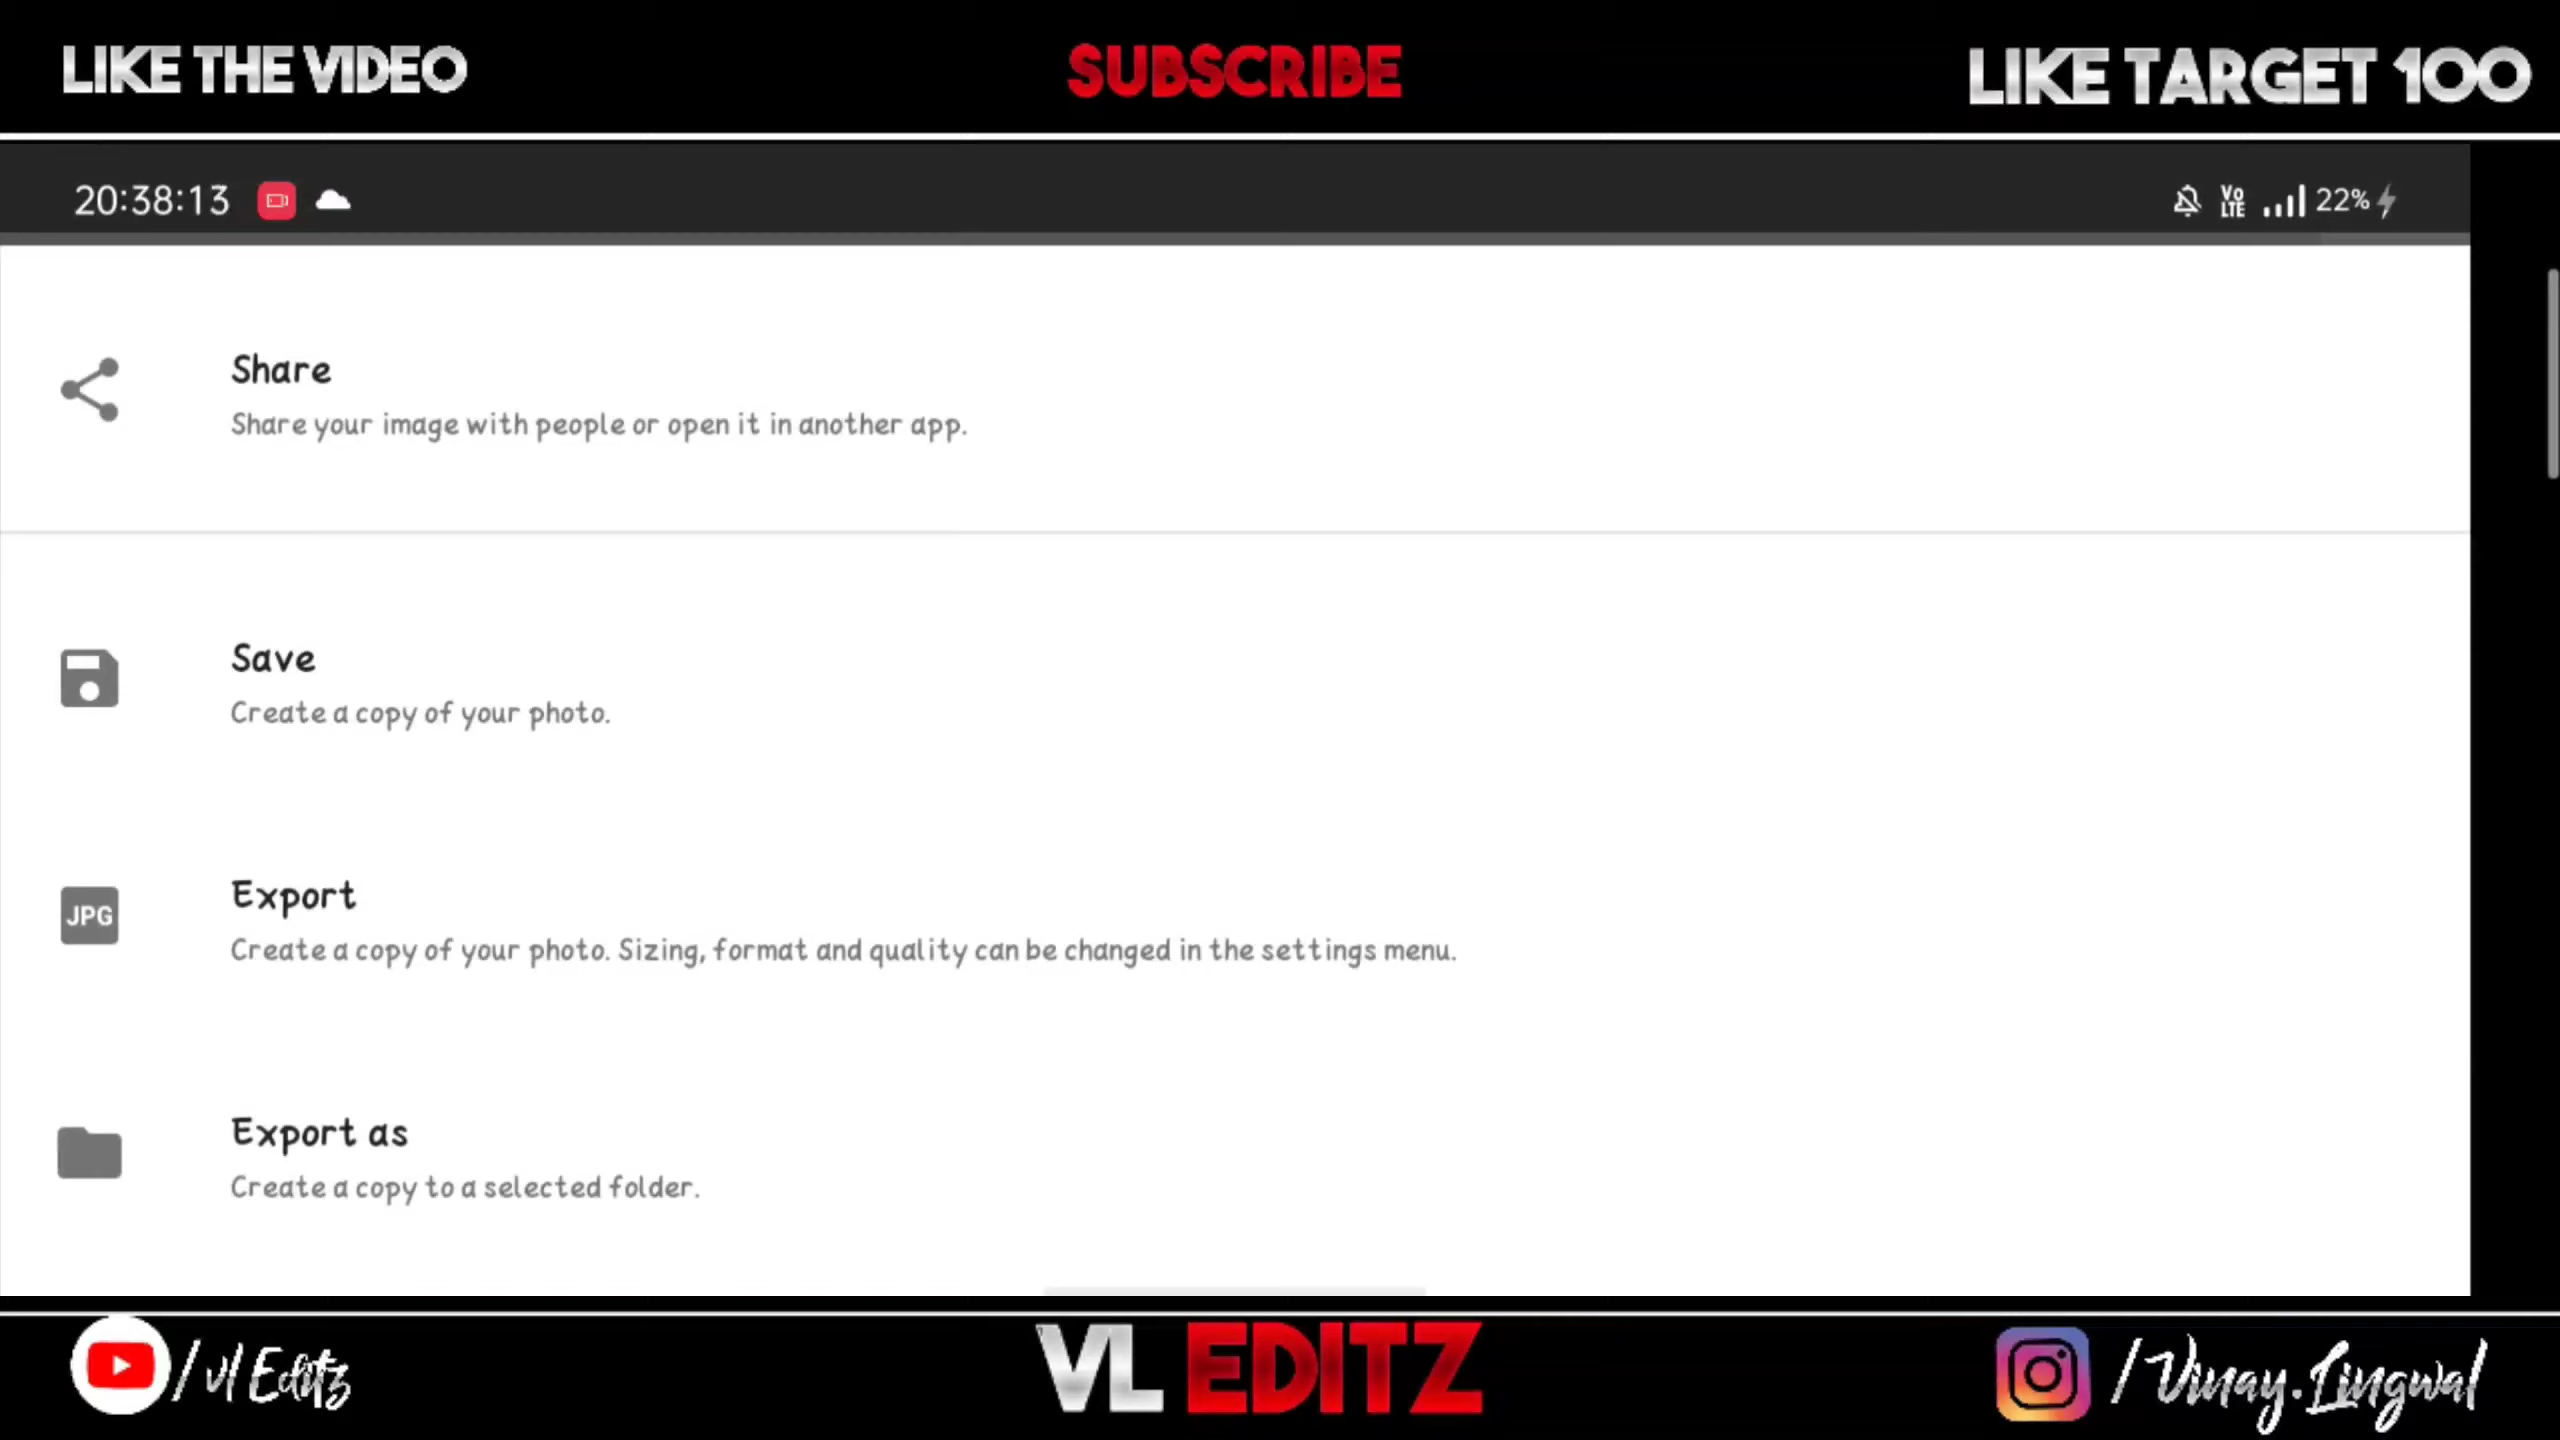 LIKE THE VIDEO
SUBSCRIBE
LIKE TARGET 100
20:38:13
Vo LTE 22%
Share
Share your image with people or open it in another app.
Save
Create a copy of your photo.
JPG
Export
Create a copy of your photo. Sizing, format and quality can be changed in the settings menu.
Export as
Create a copy to a selected folder.
/vl Editz
VL EDITZ
/Vinay.Lingwal